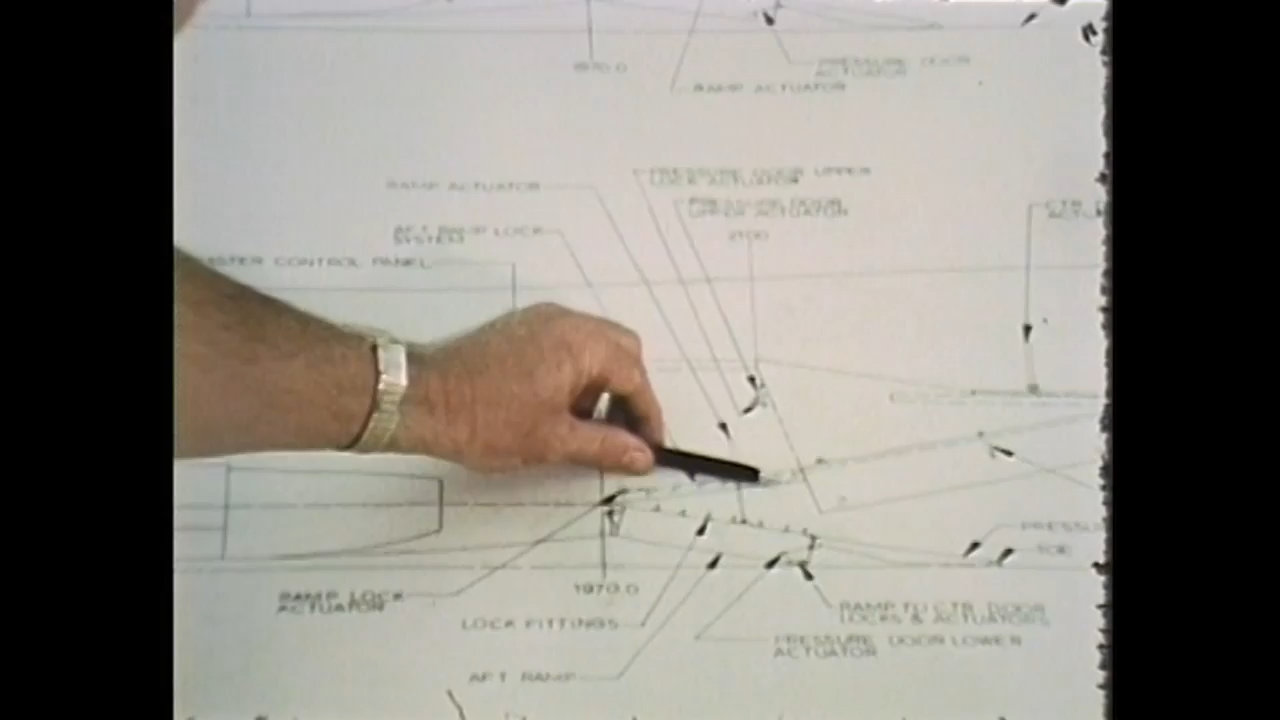 1970.0
PRESSURE DOOR
ACTUATOR
RAMP ACTUATOR
PRESSURE DOOR UPPER
LOCK ACTUATOR
RAMP ACTUATOR
PRESSURE DOOR
UPPER ACTUATOR
CTR
AFT RAMP LOCK
SYSTEM
2100
CONTROL PANEL
1970.0
RAMP LOCK
ACTUATOR
RAMP TO CTR DOOR
LOCKS & ACTUATORS
LOCK FITTINGS
PRESSURE DOOR LOWER
ACTUATOR
AFT RAMP